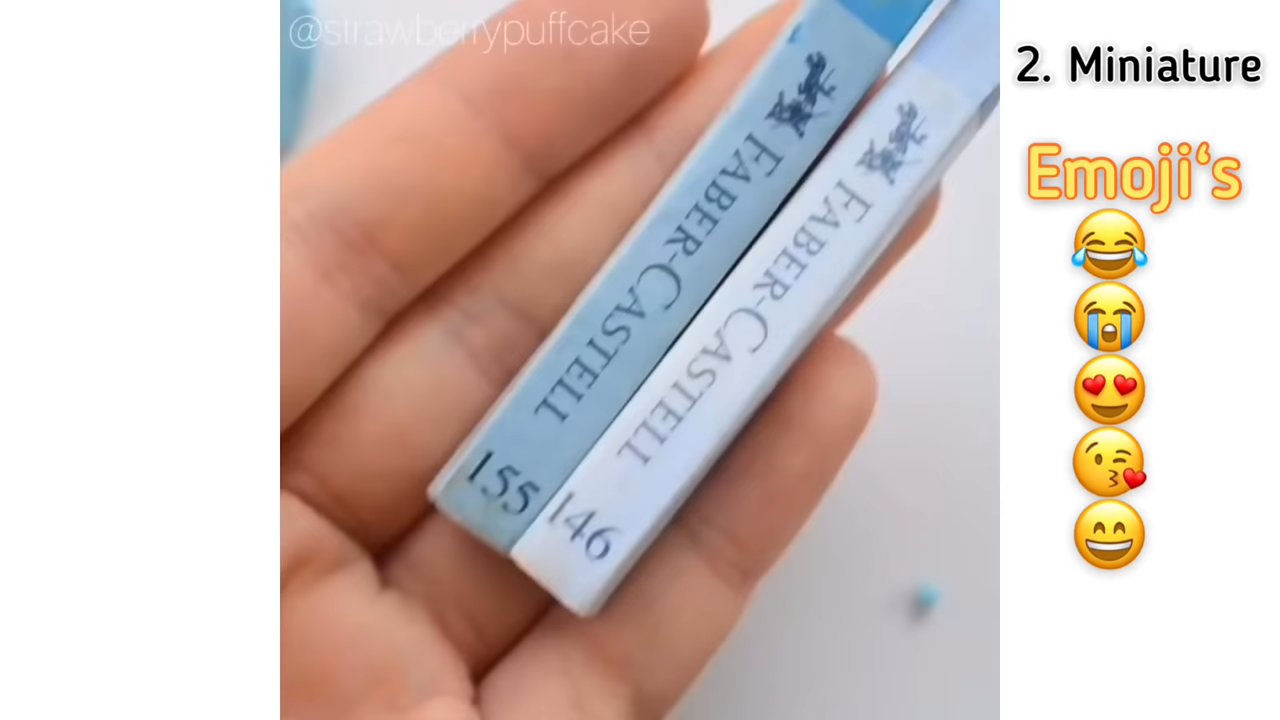 @strawberrypuffcake
FABER-CASTELL
155
FABER-CASTELL
146
2. Miniature
Emoji‘s